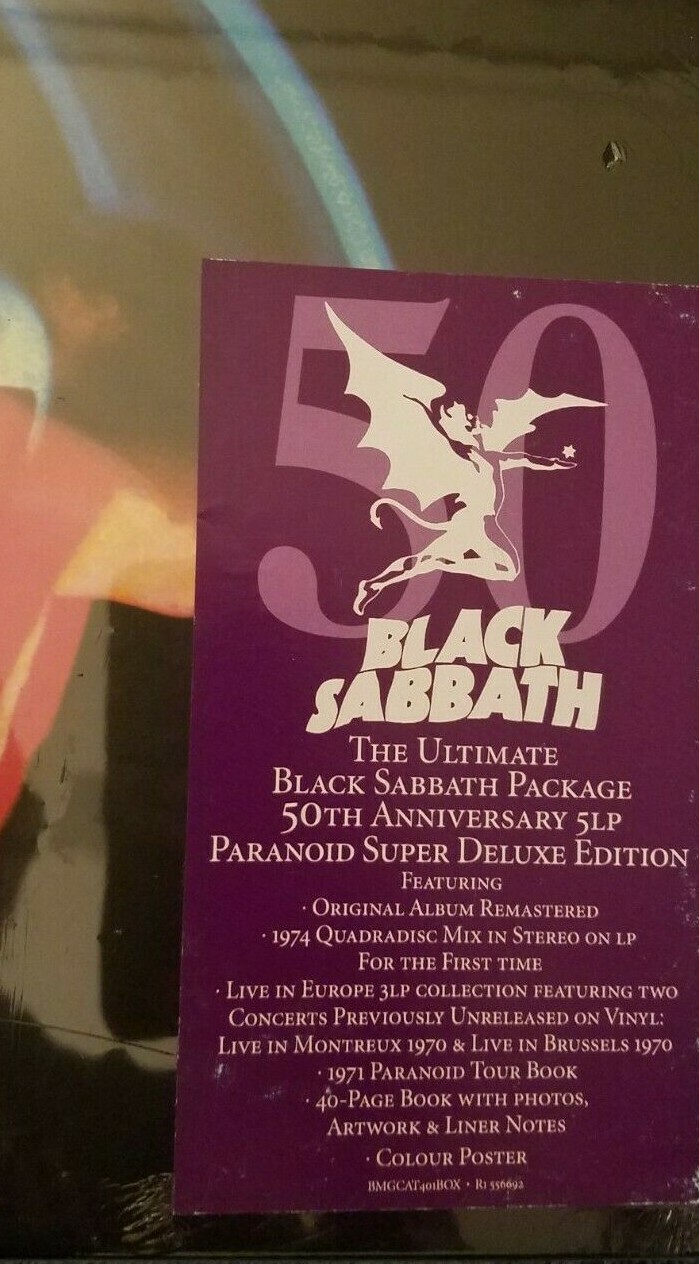 50
BLACK
SABBATH
THE ULTIMATE
BLACK SABBATH PACKAGE
50TH ANNIVERSARY 5LP
PARANOID SUPER DELUXE EDITION
FEATURING
· ORIGINAL ALBUM REMASTERED
· 1974 QUADRADISC MIX IN STEREO ON LP
FOR THE FIRST TIME
· LIVE IN EUROPE 3LP COLLECTION FEATURING TWO
CONCERTS PREVIOUSLY UNRELEASED ON VINYL:
LIVE IN MONTREUX 1970 & LIVE IN BRUSSELS 1970
· 1971 PARANOID TOUR BOOK
· 40-PAGE BOOK WITH PHOTOS,
ARTWORK & LINER NOTES
· COLOUR POSTER
BMGCAT401BOX · R1 556692